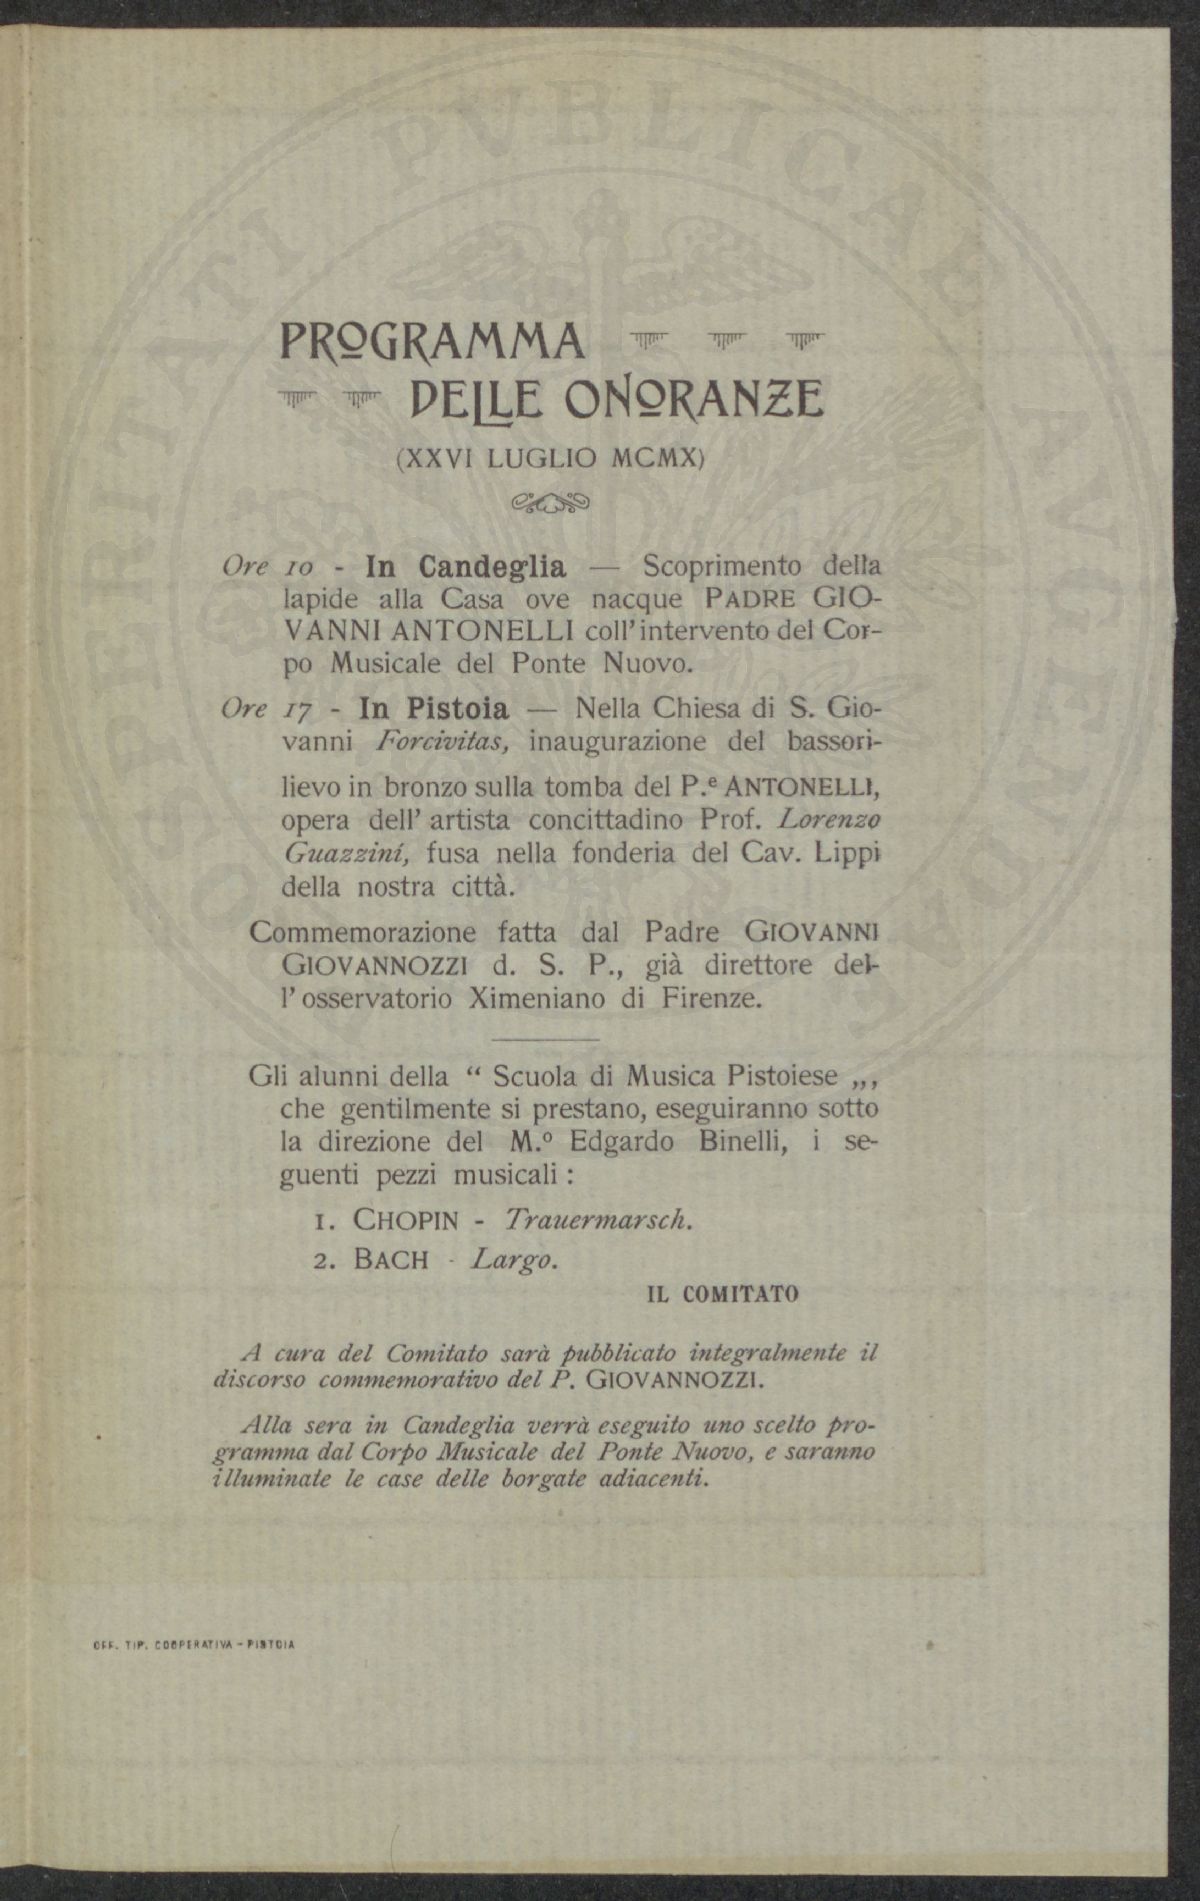 PROGRAMMA
DELLE ONORANZE
(XXVI LUGLIO MCMX)
Ore 10 - In Candeglia — Scoprimento della
lapide alla Casa ove nacque PADRE GIO-
VANNI ANTONELLI coll'intervento del Cor-
po Musicale del Ponte Nuovo.
Ore 17 - In Pistoia — Nella Chiesa di S. Gio-
vanni Forcivitas, inaugurazione del bassori-
lievo in bronzo sulla tomba del P.e ANTONELLI,
opera dell' artista concittadino Prof. Lorenzo
Guazzini, fusa nella fonderia del Cav. Lippi
della nostra città.
Commemorazione fatta dal Padre GIOVANNI
GIOVANNOZZI d. S. P., già direttore del-
l' osservatorio Ximeniano di Firenze.
Gli alunni della “ Scuola di Musica Pistoiese „,
che gentilmente si prestano, eseguiranno sotto
la direzione del M.o Edgardo Binelli, i se-
guenti pezzi musicali :
1. CHOPIN - Trauermarsch.
2. BACH - Largo.
IL COMITATO
A cura del Comitato sarà pubblicato integralmente il
discorso commemorativo del P. GIOVANNOZZI.
Alla sera in Candeglia verrà eseguito uno scelto pro-
gramma dal Corpo Musicale del Ponte Nuovo, e saranno
illuminate le case delle borgate adiacenti.
OFF. TIP. COOPERATIVA - PISTOIA